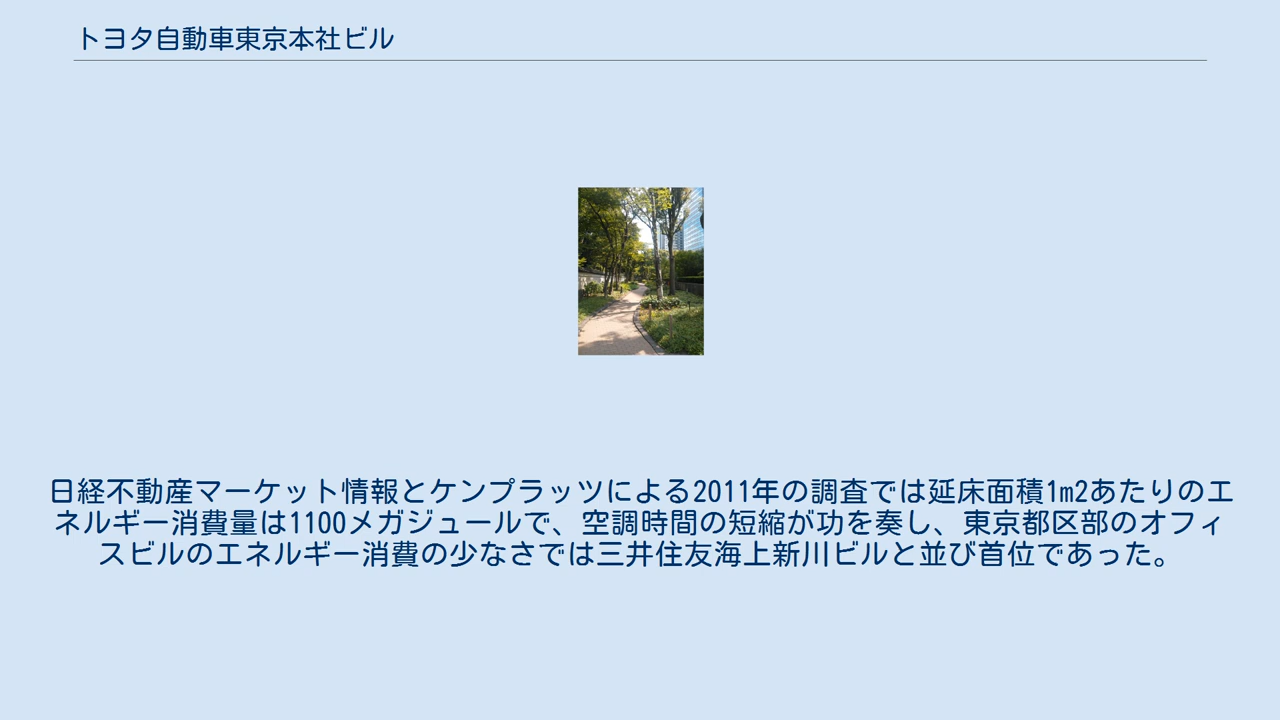 トヨタ自動車東京本社ビル
日経不動産マーケット情報とケンプラッツによる2011年の調査では延床面積1m2あたりのエ
ネルギー消費量は1100メガジュールで、空調時間の短縮が功を奏し、東京都区部のオフィ
スビルのエネルギー消費の少なさでは三井住友海上新川ビルと並び首位であった。